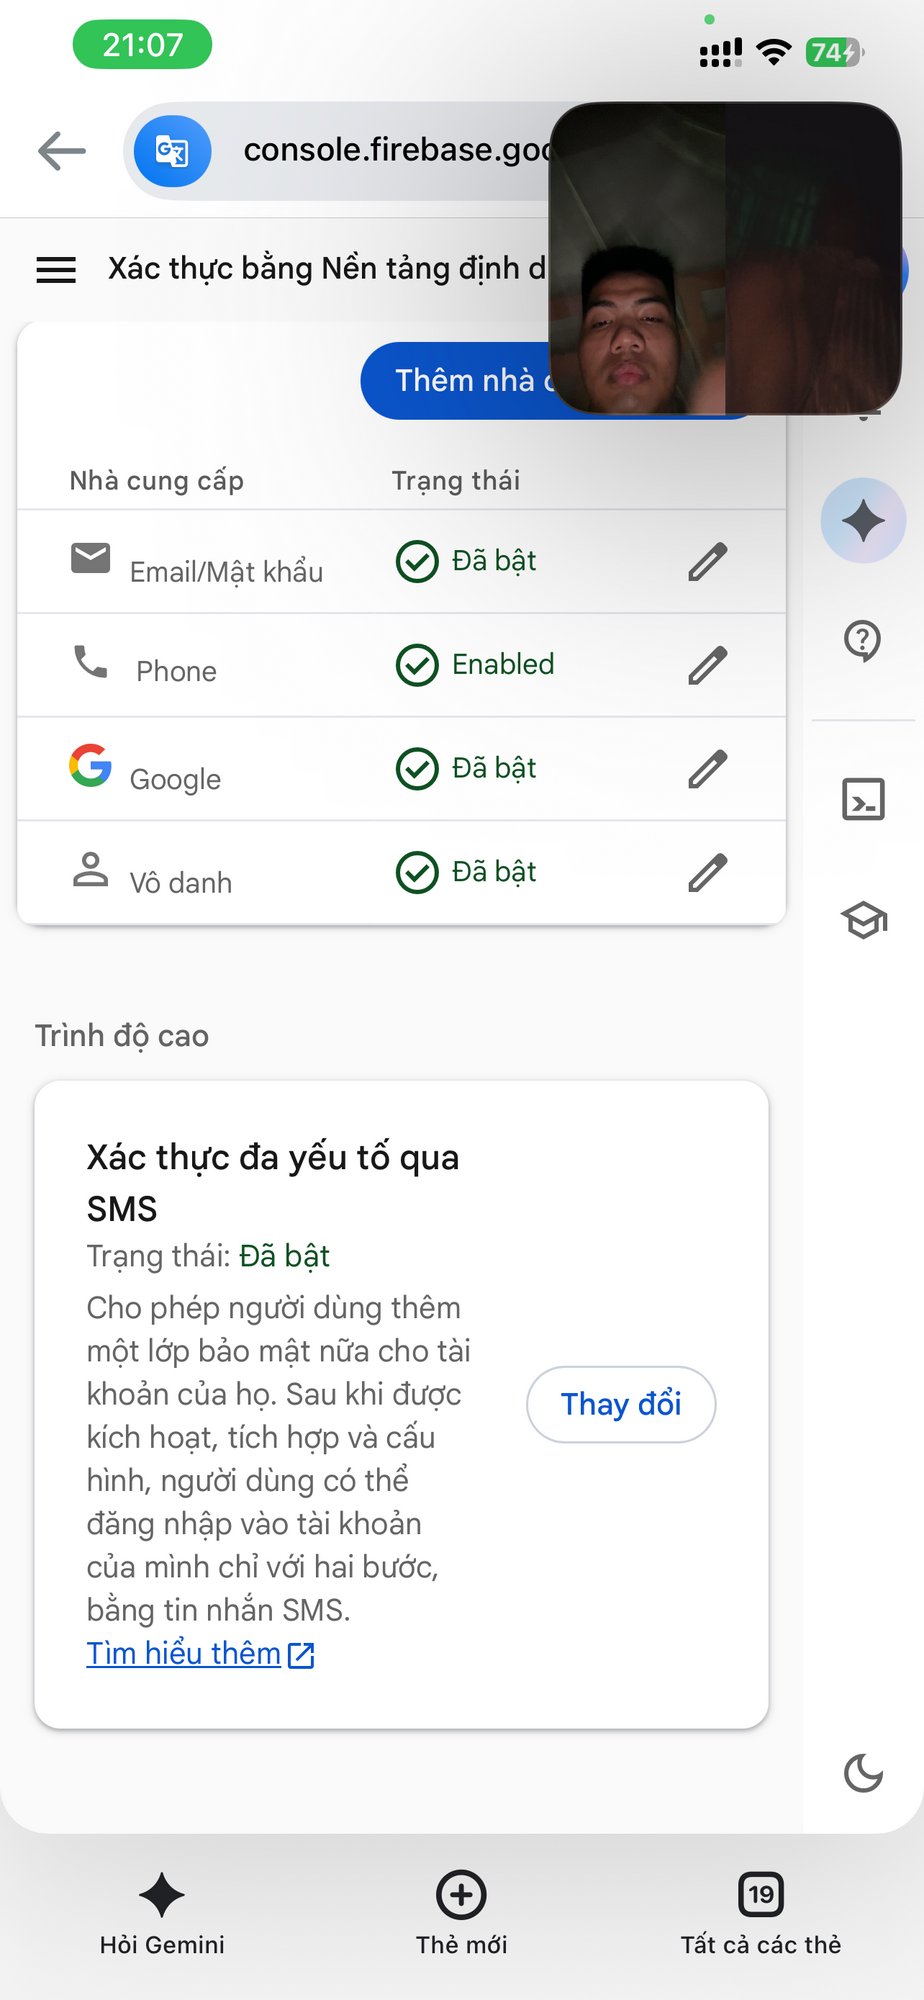 21:07
74
console.firebase.goo
Xác thực bằng Nền tảng định d
Thêm nhà c
Nhà cung cấp
Trạng thái
Email/Mật khẩu
Đã bật
Phone
Enabled
Google
Đã bật
Vô danh
Đã bật
Trình độ cao
Xác thực đa yếu tố qua
SMS
Trạng thái: Đã bật
Cho phép người dùng thêm
một lớp bảo mật nữa cho tài
khoản của họ. Sau khi được
kích hoạt, tích hợp và cấu
hình, người dùng có thể
đăng nhập vào tài khoản
của mình chỉ với hai bước,
bằng tin nhắn SMS.
Tìm hiểu thêm
Thay đổi
Hỏi Gemini
Thẻ mới
19
Tất cả các thẻ